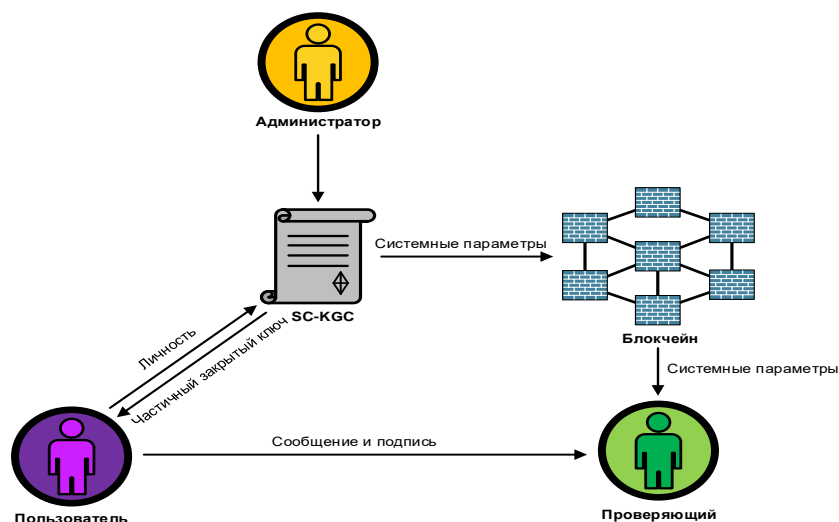 Администратор
Системные параметры
SC-KGC
Блокчейн
Личность
Частичный закрытый ключ
Системные параметры
Сообщение и подпись
Пользователь
Проверяющий